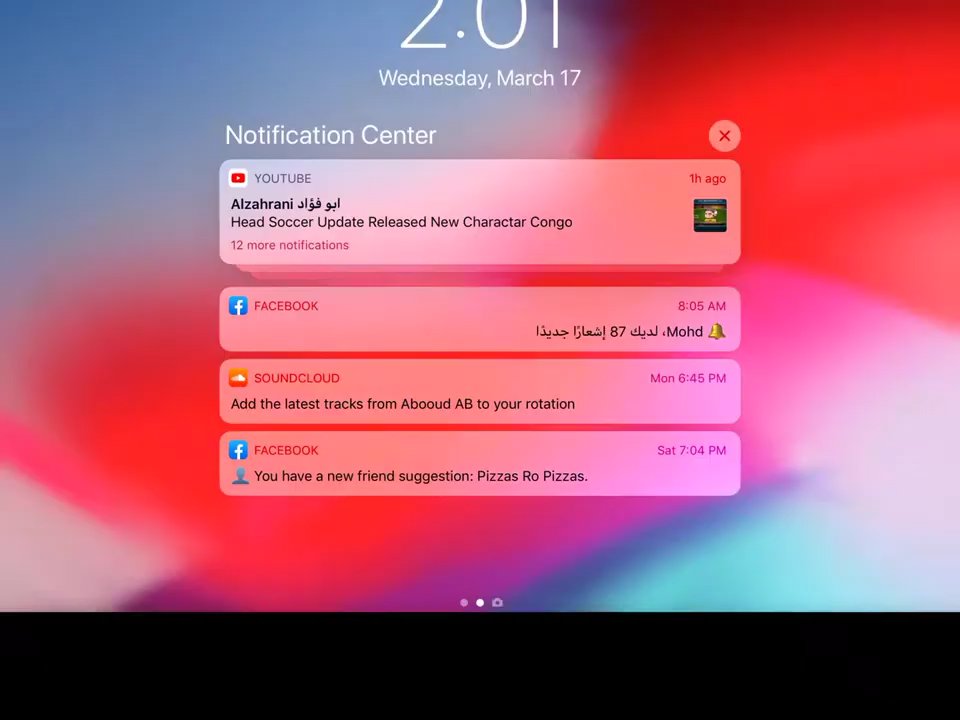 2:01
Wednesday, March 17
Notification Center
YOUTUBE 1h ago
Alzahrani ابو فؤاد
Head Soccer Update Released New Charactar Congo
12 more notifications
FACEBOOK 8:05 AM
🔔 Mohd، لديك 87 إشعارًا جديدًا
SOUNDCLOUD Mon 6:45 PM
Add the latest tracks from Abooud AB to your rotation
FACEBOOK Sat 7:04 PM
👤 You have a new friend suggestion: Pizzas Ro Pizzas.